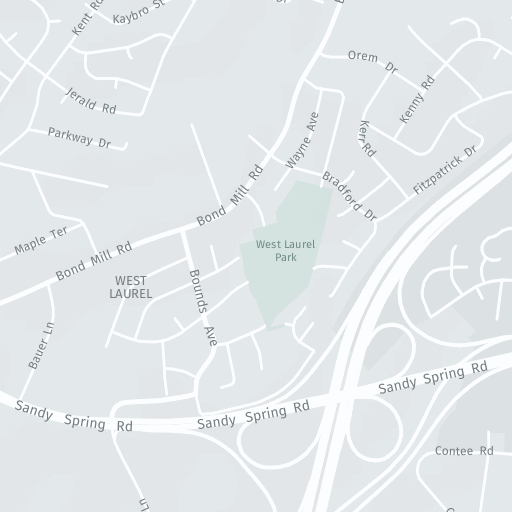 Kent Rd
Kaybro St
Orem Dr
Jerald Rd
Kenny Rd
Wayne Ave
Kerr Rd
Parkway Dr
Fitzpatrick Dr
Bond Mill Rd
Bradford Dr
Maple Ter
Bond Mill Rd
West Laurel
Park
WEST
LAUREL
Bounds Ave
Bauer Ln
Sandy Spring Rd
Sandy Spring Rd
Sandy Spring Rd
Contee Rd
Ln